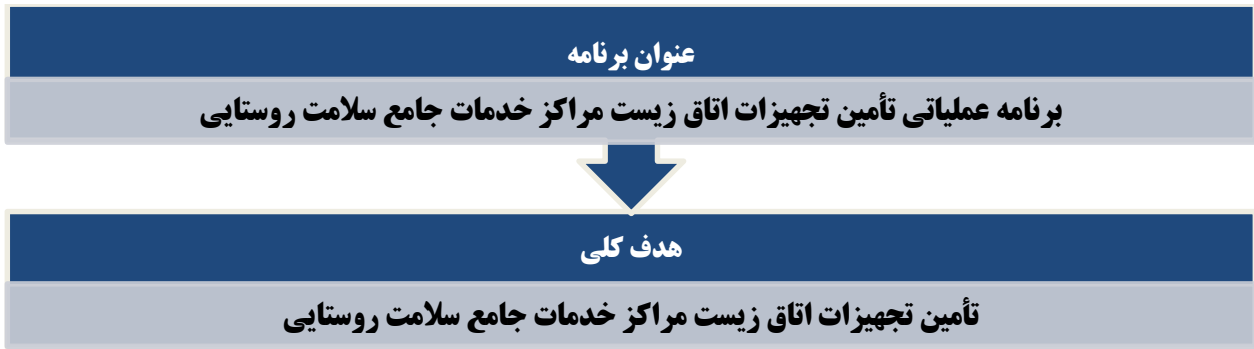 عنوان برنامه
برنامه عملیاتی تأمین تجهیزات اتاق زیست مراکز خدمات جامع سلامت روستایی
هدف کلی
تأمین تجهیزات اتاق زیست مراکز خدمات جامع سلامت روستایی